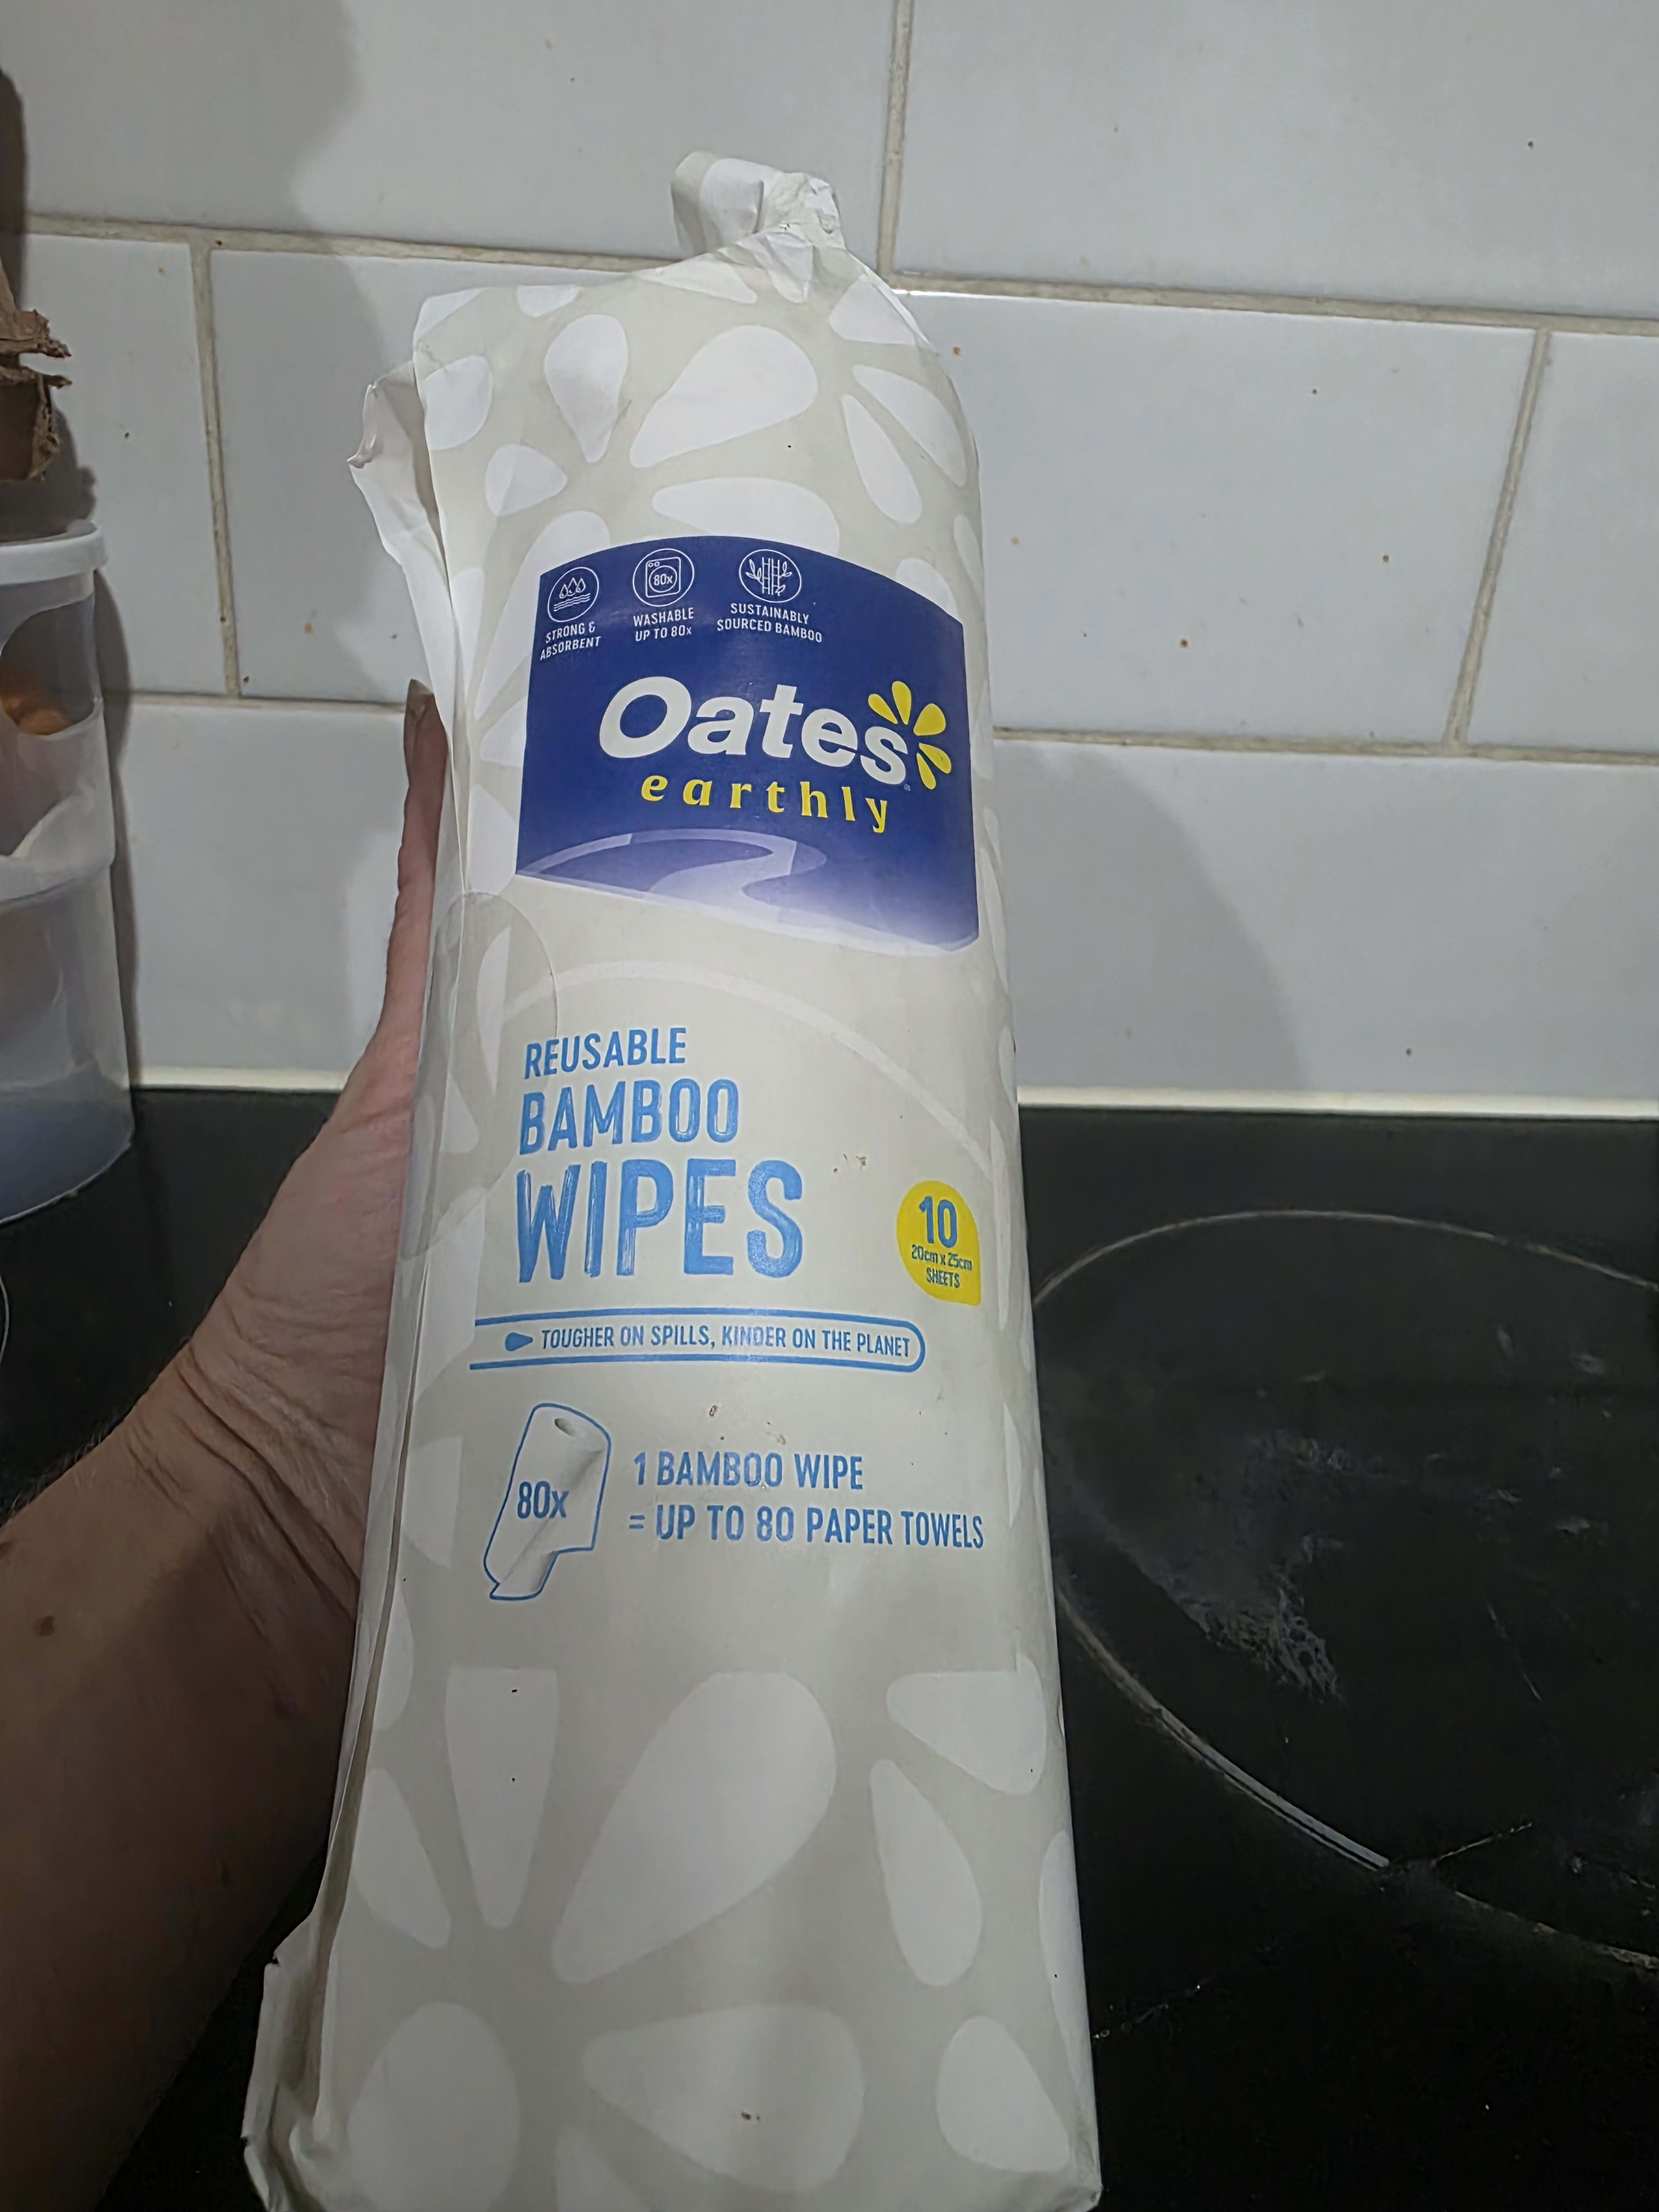 STRONG &
ABSORBENT
80x
WASHABLE
UP TO 80x
SUSTAINABLY
SOURCED BAMBOO
Oates
earthly
REUSABLE
BAMBOO
WIPES
10
20cm x 25cm
SHEETS
TOUGHER ON SPILLS, KINDER ON THE PLANET
80x
1 BAMBOO WIPE
= UP TO 80 PAPER TOWELS